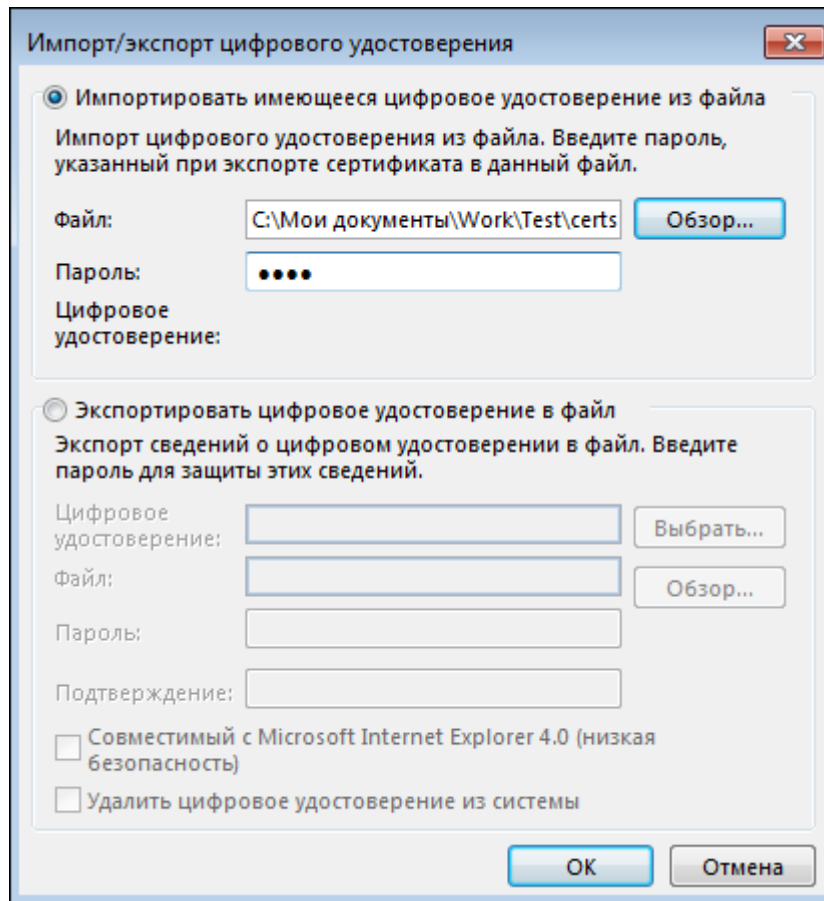 Импорт/экспорт цифрового удостоверения
Импортировать имеющееся цифровое удостоверение из файла
Импорт цифрового удостоверения из файла. Введите пароль,
указанный при экспорте сертификата в данный файл.
Файл: C:\Мои документы\Work\Test\certs Обзор...
Пароль: ●●●●
Цифровое
удостоверение:
Экспортировать цифровое удостоверение в файл
Экспорт сведений о цифровом удостоверении в файл. Введите
пароль для защиты этих сведений.
Цифровое
удостоверение: Выбрать...
Файл: Обзор...
Пароль:
Подтверждение:
Совместимый с Microsoft Internet Explorer 4.0 (низкая
безопасность)
Удалить цифровое удостоверение из системы
ОК Отмена